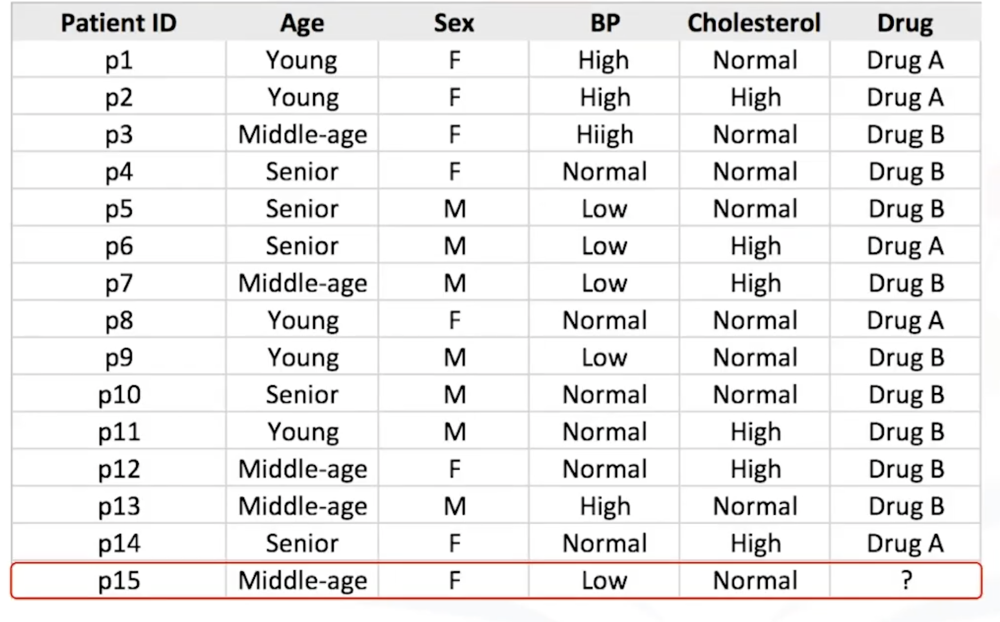 Patient ID Age Sex BP Cholesterol Drug
p1 Young F High Normal Drug A
p2 Young F High High Drug A
p3 Middle-age F Hiigh Normal Drug B
p4 Senior F Normal Normal Drug B
p5 Senior M Low Normal Drug B
p6 Senior M Low High Drug A
p7 Middle-age M Low High Drug B
p8 Young F Normal Normal Drug A
p9 Young M Low Normal Drug B
p10 Senior M Normal Normal Drug B
p11 Young M Normal High Drug B
p12 Middle-age F Normal High Drug B
p13 Middle-age M High Normal Drug B
p14 Senior F Normal High Drug A
p15 Middle-age F Low Normal ?